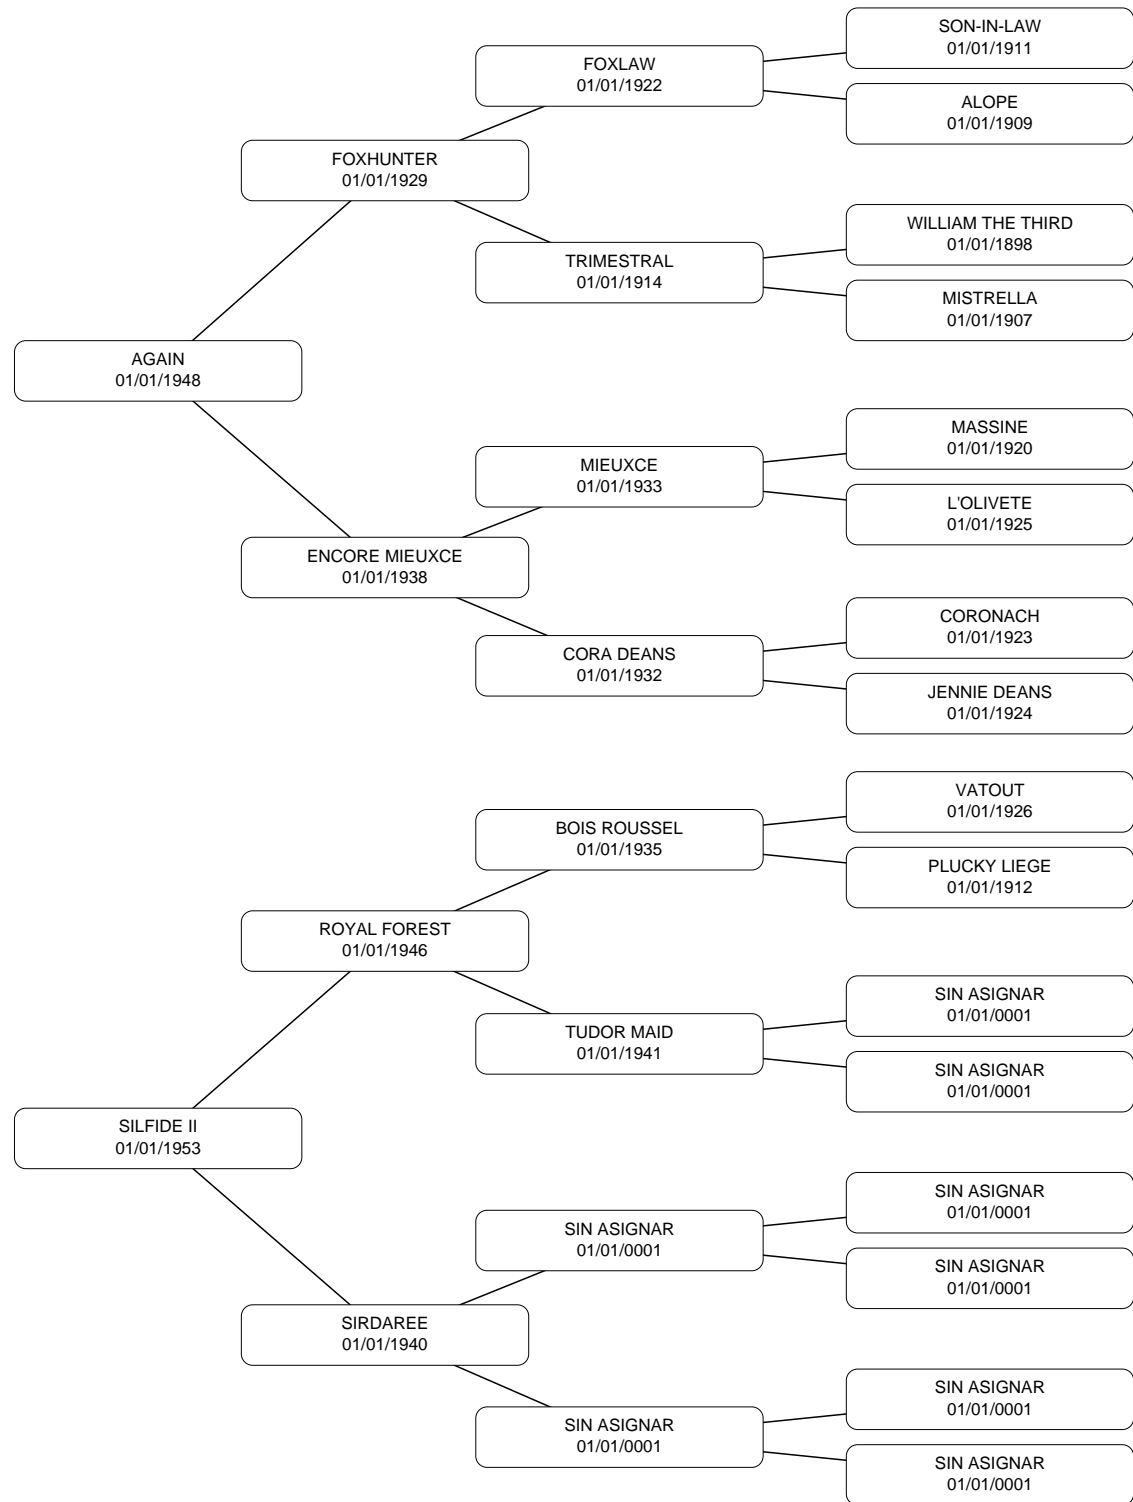 SON-IN-LAW
01/01/1911
FOXLAW
01/01/1922
ALOPE
01/01/1909
FOXHUNTER
01/01/1929
WILLIAM THE THIRD
01/01/1898
TRIMESTRAL
01/01/1914
MISTRELLA
01/01/1907
AGAIN
01/01/1948
MASSINE
01/01/1920
MIEUXCE
01/01/1933
L'OLIVETE
01/01/1925
ENCORE MIEUXCE
01/01/1938
CORONACH
01/01/1923
CORA DEANS
01/01/1932
JENNIE DEANS
01/01/1924
VATOUT
01/01/1926
BOIS ROUSSEL
01/01/1935
PLUCKY LIEGE
01/01/1912
ROYAL FOREST
01/01/1946
SIN ASIGNAR
01/01/0001
TUDOR MAID
01/01/1941
SIN ASIGNAR
01/01/0001
SILFIDE II
01/01/1953
SIN ASIGNAR
01/01/0001
SIN ASIGNAR
01/01/0001
SIN ASIGNAR
01/01/0001
SIRDAREE
01/01/1940
SIN ASIGNAR
01/01/0001
SIN ASIGNAR
01/01/0001
SIN ASIGNAR
01/01/0001